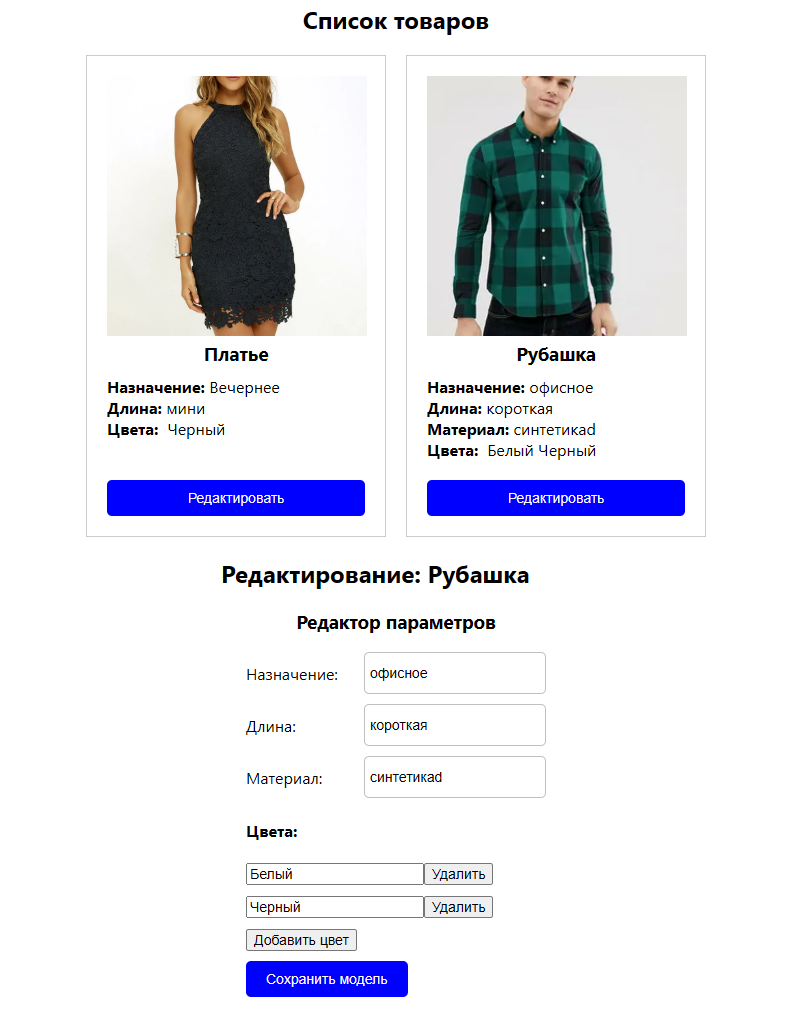 Список товаров
Платье
Назначение: Вечернее
Длина: мини
Цвета: Черный
Редактировать
Рубашка
Назначение: офисное
Длина: короткая
Материал: синтетикаd
Цвета: Белый Черный
Редактировать
Редактирование: Рубашка
Редактор параметров
Назначение: офисное
Длина: короткая
Материал: синтетикаd
Цвета:
Белый Удалить
Черный Удалить
Добавить цвет
Сохранить модель